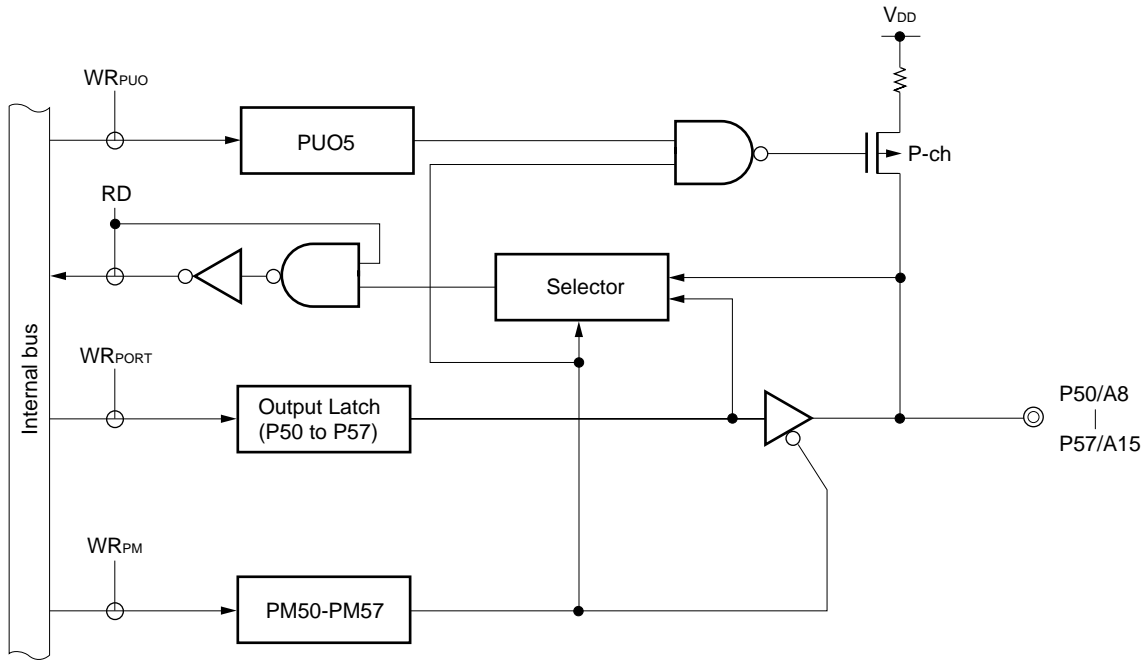 VDD
WRPUO
PUO5
P-ch
RD
Selector
Internal bus
WRPORT
Output Latch
(P50 to P57)
P50/A8
P57/A15
WRPM
PM50-PM57